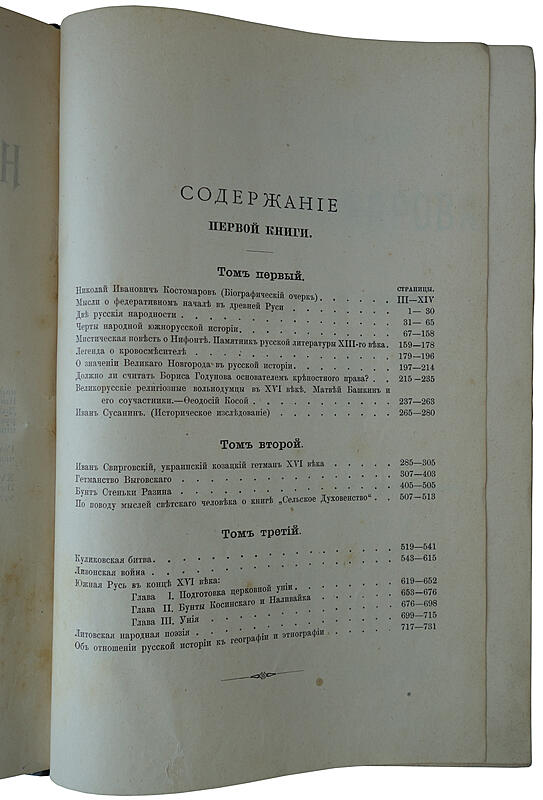 СОДЕРЖАНІЕ
ПЕРВОЙ КНИГИ.
Томъ первый.
СТРАНИЦЫ.
Николай Ивановичъ Костомаровъ (Біографическій очеркъ) . . . . . . III—XIV
Мысли о федеративномъ началѣ въ древней Руси . . . . . . . 1— 30
Двѣ русскія народности . . . . . . . . . . . . 31— 65
Черты народной южнорусской исторіи . . . . . . . . . . 67—158
Мистическая повѣсть о Нифонтѣ. Памятникъ русской литературы XIII-го вѣка. 159—178
Легенда о кровосмѣсителѣ . . . . . . . . . . . . 179—196
О значеніи Великаго Новгорода въ русской исторіи . . . . . . . 197—214
Должно ли считать Бориса Годунова основателемъ крѣпостного права? . . 215—235
Великорусскіе религіозные вольнодумцы въ XVI вѣкѣ. Матвѣй Башкинъ и
его соучастники.—Ѳеодосій Косой . . . . . . . . . 237—263
Иванъ Сусанинъ. (Историческое изслѣдованіе) . . . . . . . . 265—280
Томъ второй.
Иванъ Свирговскій, украинскій козацкій гетманъ XVI вѣка . . . . . . 285—305
Гетманство Выговскаго . . . . . . . . . . . . 307—403
Бунтъ Стеньки Разина . . . . . . . . . . . . 405—505
По поводу мыслей свѣтскаго человѣка о книгѣ „Сельское Духовенство“ . . 507—513
Томъ третій.
Куликовская битва . . . . . . . . . . . . . 519—541
Ливонская война . . . . . . . . . . . . . 543—615
Южная Русь въ концѣ XVI вѣка:
Глава I. Подготовка церковной уніи . . . . . . . . 619—652
Глава II. Бунты Косинскаго и Наливайка . . . . . . . 653—676
Глава III. Унія . . . . . . . . . . . . 676—698
Литовская народная поэзія . . . . . . . . . . . 699—715
Объ отношеніи русской исторіи къ географіи и этнографіи . . . . . 717—731